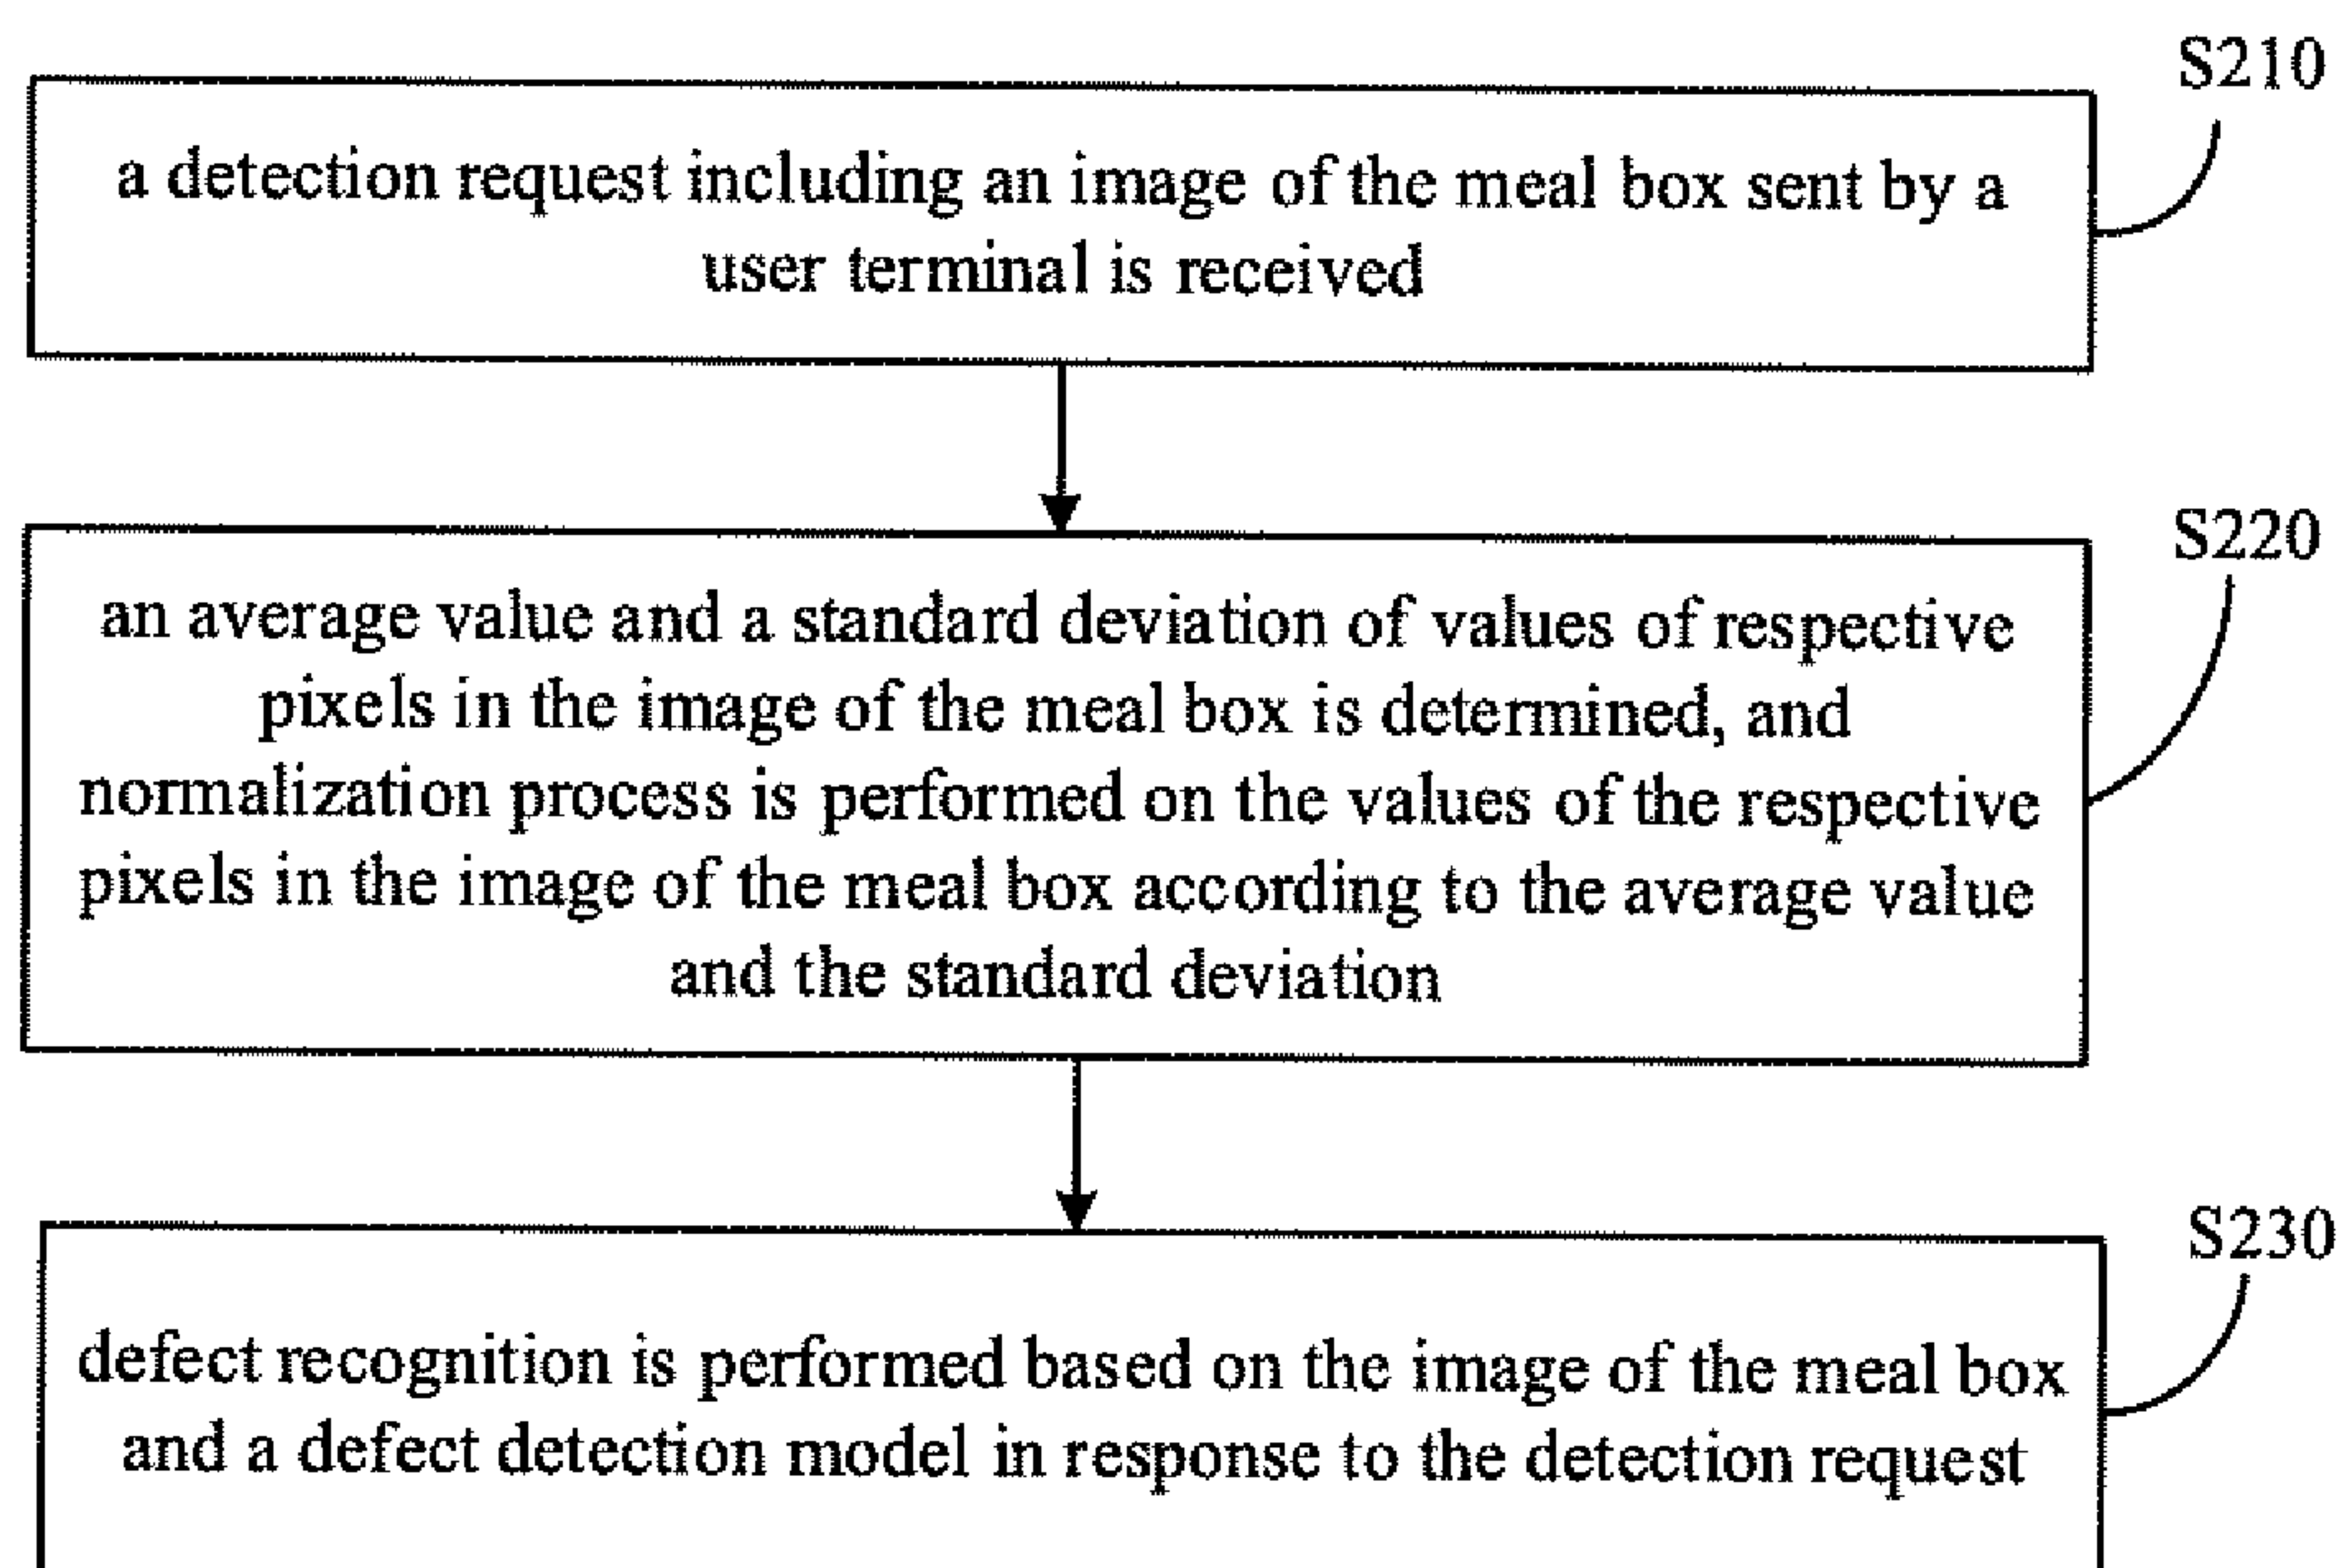 S210
a detection request including an image of the meal box sent by a
user terminal is received
S220
an average value and a standard deviation of values of respective
pixels in the image of the meal box is determined, and
normalization process is performed on the values of the respective
pixels in the image of the meal box according to the average value
and the standard deviation
S230
defect recognition is performed based on the image of the meal box
and a defect detection model in response to the detection request